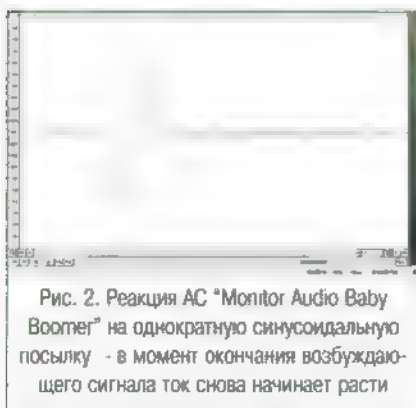 Рис. 2. Реакция АС "Monitor Audio Baby
Boomer" на однократную синусоидальную
посылку - в момент окончания возбуждаю-
щего сигнала ток снова начинает расти